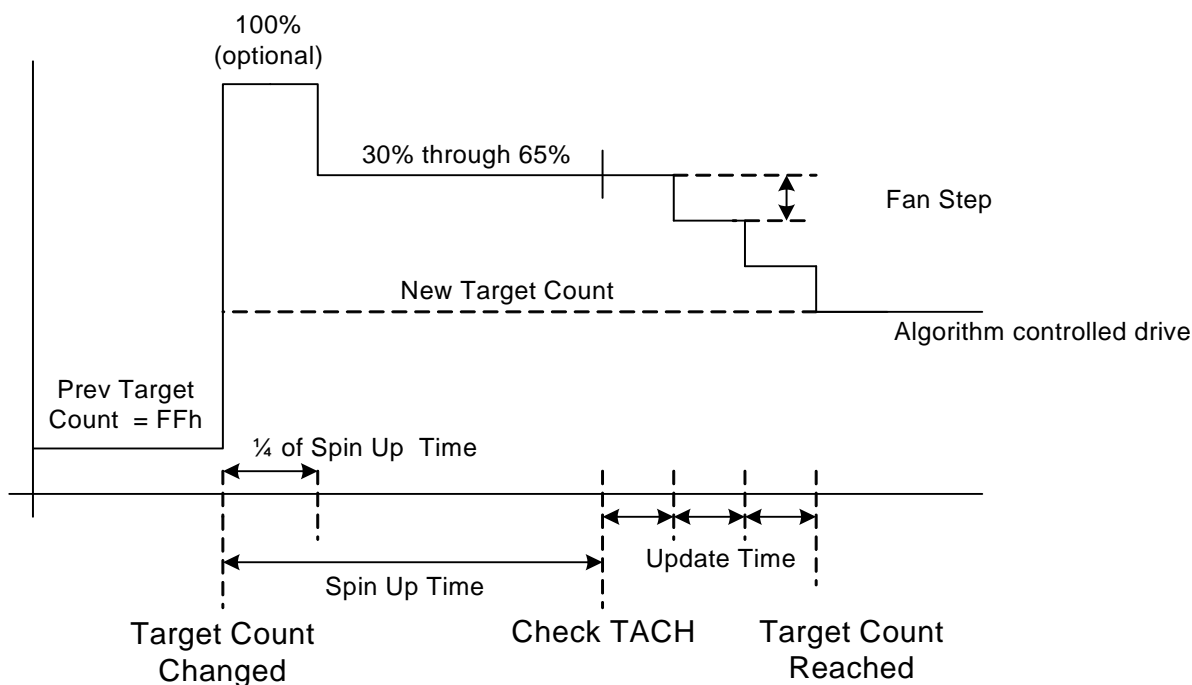 100%
(optional)
30% through 65%
Fan Step
New Target Count
Algorithm controlled drive
Prev Target
Count = FFh
¼ of Spin Up Time
Update Time
Spin Up Time
Target Count
Changed
Check TACH
Target Count
Reached